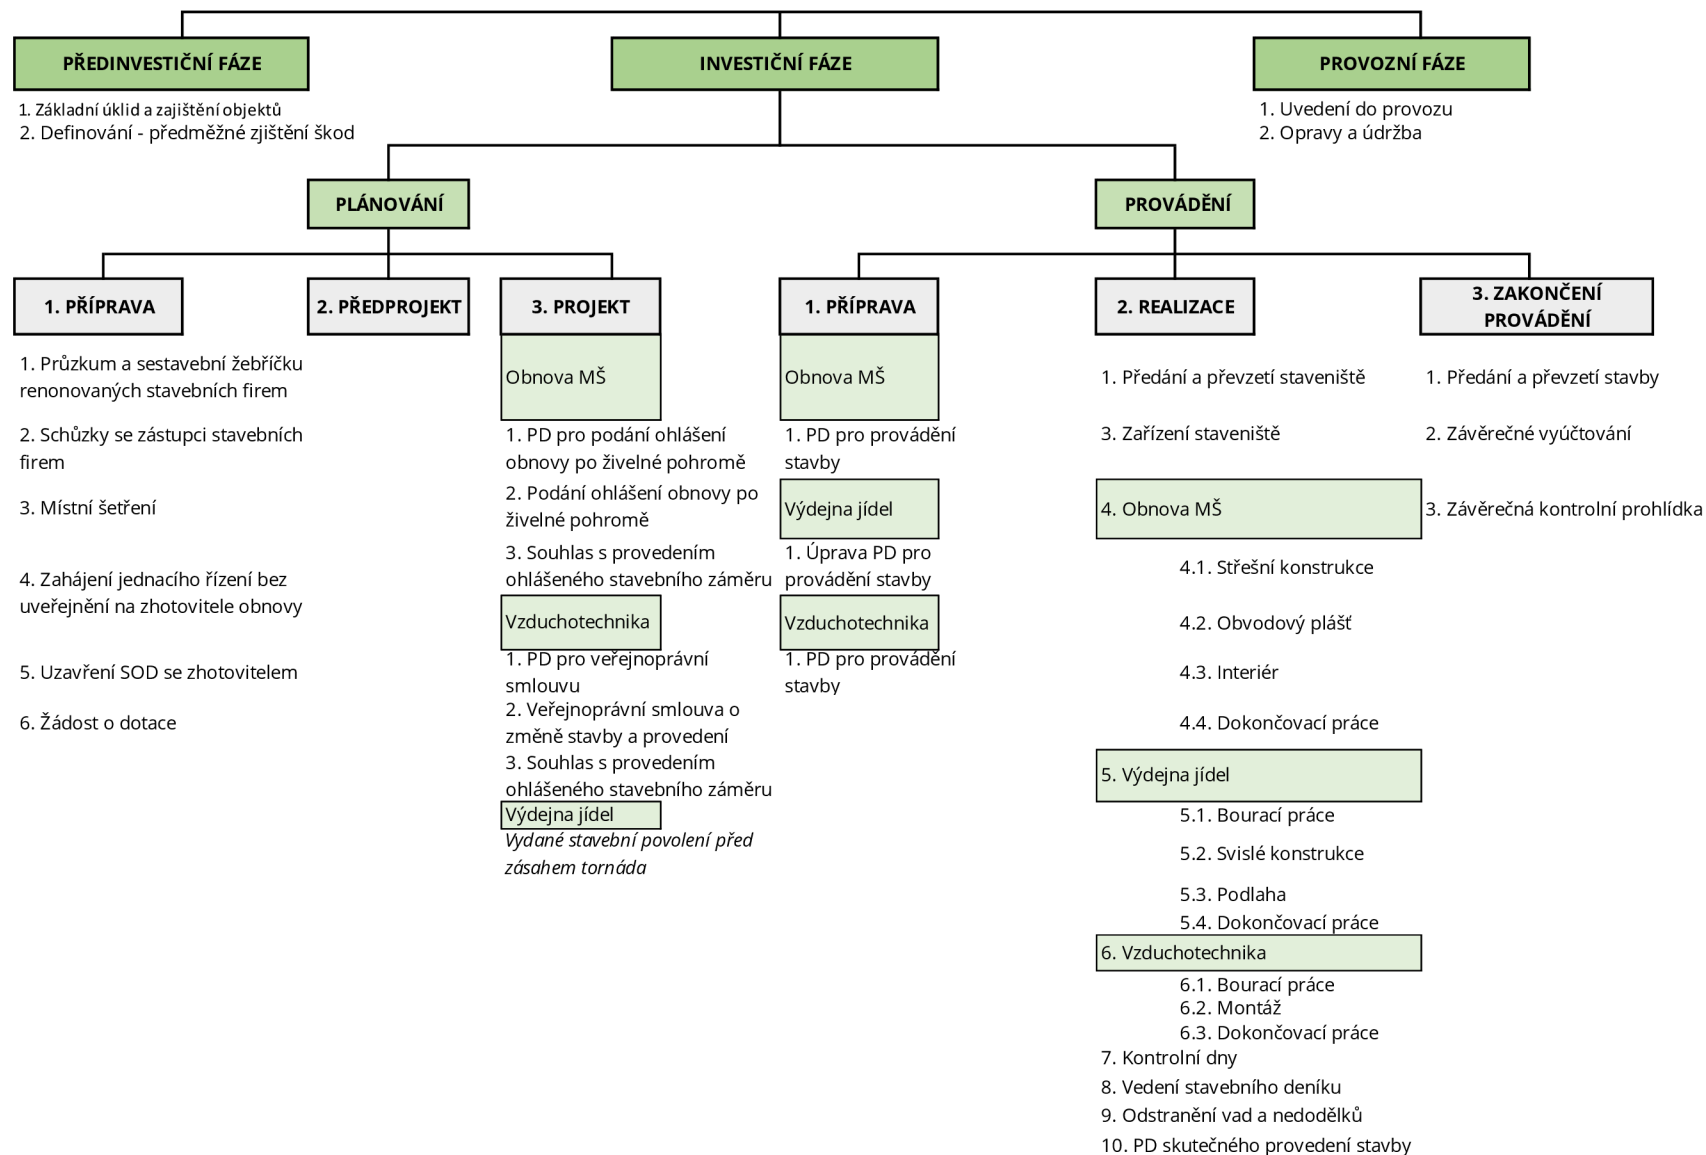 PŘEDINVESTIČNÍ FÁZE
INVESTIČNÍ FÁZE
PROVOZNÍ FÁZE
1. Základní úklid a zajištění objektů
2. Definování - předměžné zjištění škod
1. Uvedení do provozu
2. Opravy a údržba
PLÁNOVÁNÍ
PROVÁDĚNÍ
1. PŘÍPRAVA
2. PŘEDPROJEKT
3. PROJEKT
1. PŘÍPRAVA
2. REALIZACE
3. ZAKONČENÍ
PROVÁDĚNÍ
1. Průzkum a sestavební žebříčku
renonovaných stavebních firem
2. Schůzky se zástupci stavebních
firem
3. Místní šetření
4. Zahájení jednacího řízení bez
uveřejnění na zhotovitele obnovy
5. Uzavření SOD se zhotovitelem
6. Žádost o dotace
Obnova MŠ
1. PD pro podání ohlášení
obnovy po živelné pohromě
2. Podání ohlášení obnovy po
živelné pohromě
3. Souhlas s provedením
ohlášeného stavebního záměru
Vzduchotechnika
1. PD pro veřejnoprávní
smlouvu
2. Veřejnoprávní smlouva o
změně stavby a provedení
3. Souhlas s provedením
ohlášeného stavebního záměru
Výdejna jídel
Vydané stavební povolení před
zásahem tornáda
Obnova MŠ
1. PD pro provádění
stavby
Výdejna jídel
1. Úprava PD pro
provádění stavby
Vzduchotechnika
1. PD pro provádění
stavby
1. Předání a převzetí staveniště
3. Zařízení staveniště
4. Obnova MŠ
4.1. Střešní konstrukce
4.2. Obvodový plášť
4.3. Interiér
4.4. Dokončovací práce
5. Výdejna jídel
5.1. Bourací práce
5.2. Svislé konstrukce
5.3. Podlaha
5.4. Dokončovací práce
6. Vzduchotechnika
6.1. Bourací práce
6.2. Montáž
6.3. Dokončovací práce
7. Kontrolní dny
8. Vedení stavebního deníku
9. Odstranění vad a nedodělků
10. PD skutečného provedení stavby
1. Předání a převzetí stavby
2. Závěrečné vyúčtování
3. Závěrečná kontrolní prohlídka